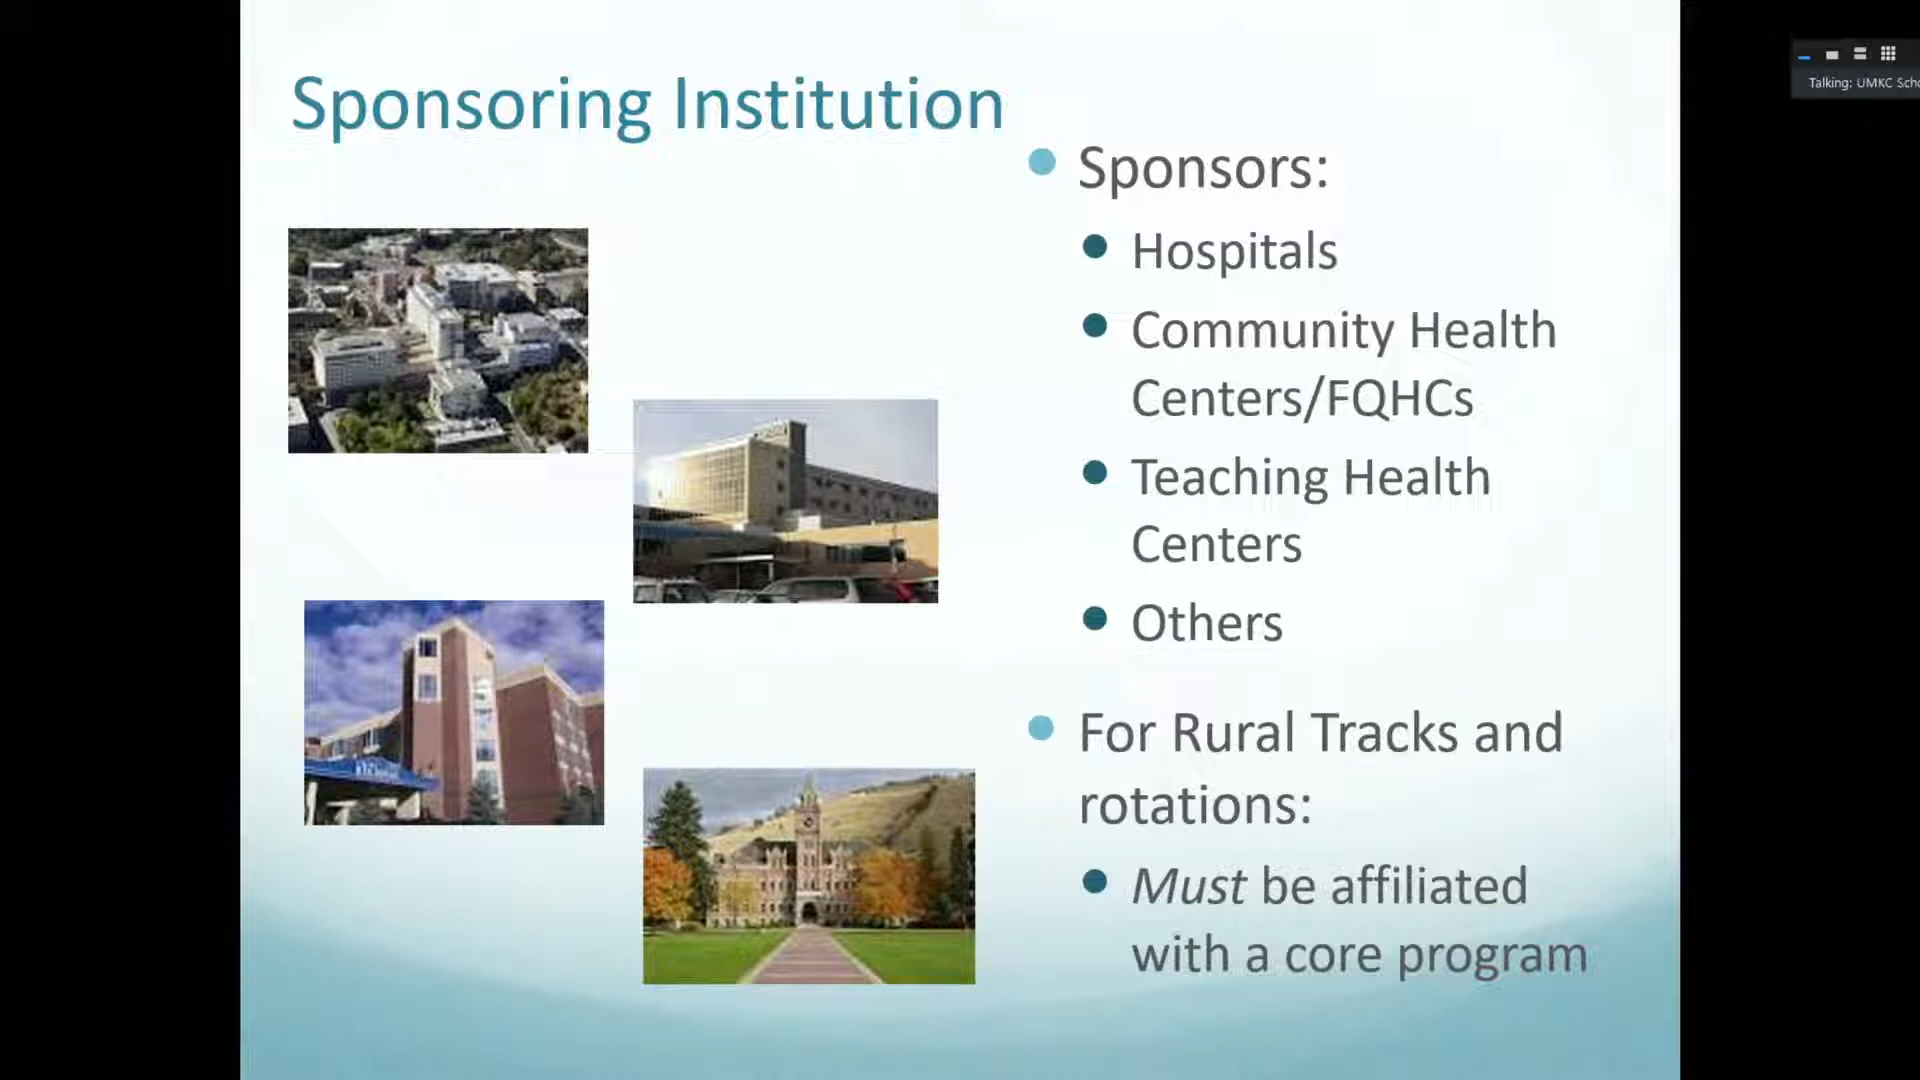 Sponsoring Institution
Sponsors:
Hospitals
Community Health
Centers/FQHCs
Teaching Health
Centers
Others
For Rural Tracks and
rotations:
Must be affiliated
with a core program
Talking: UMKC Scho